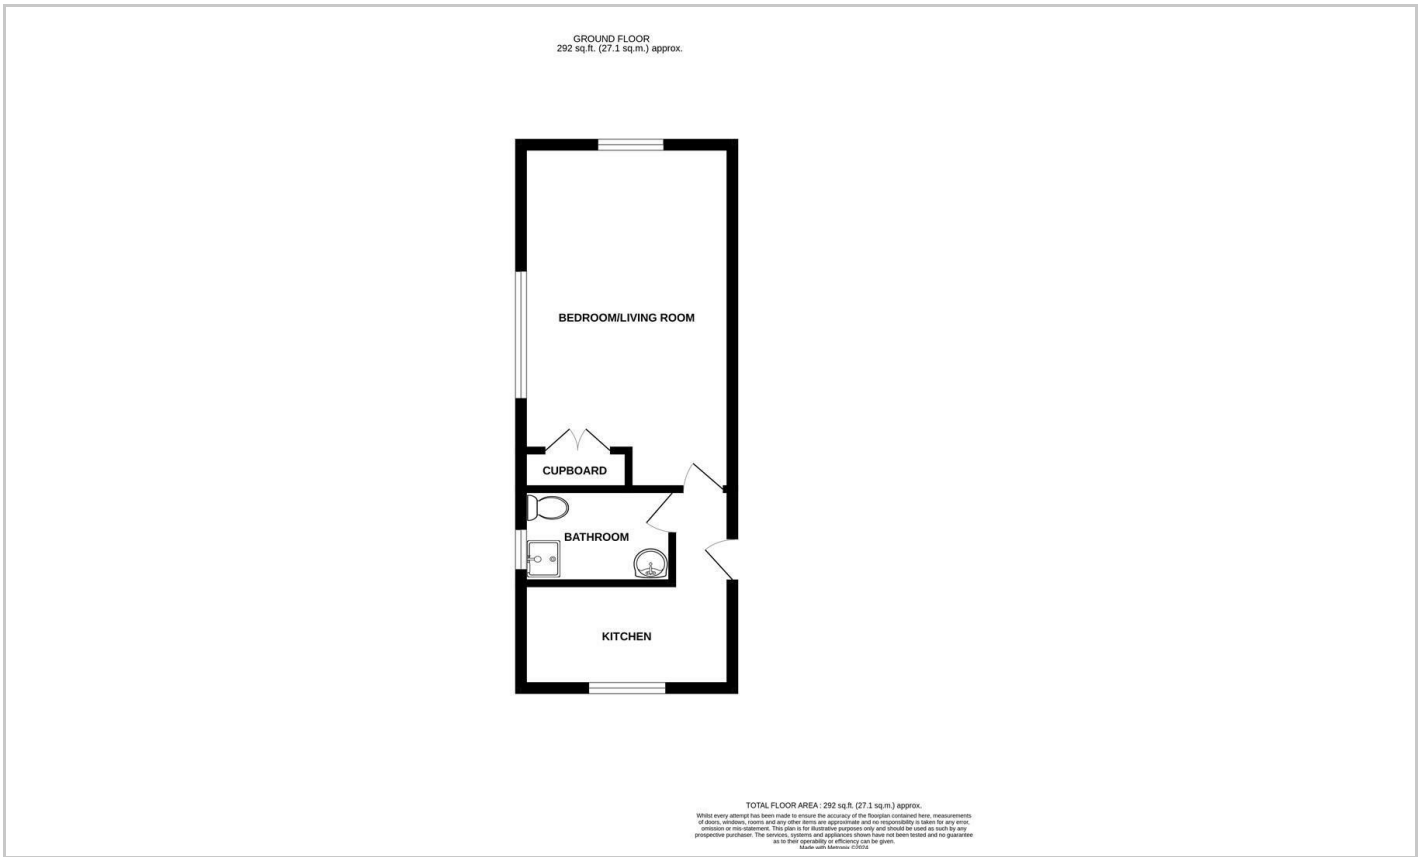 GROUND FLOOR
292 sq.ft. (27.1 sq.m.) approx.
BEDROOM/LIVING ROOM
CUPBOARD
BATHROOM
KITCHEN
TOTAL FLOOR AREA : 292 sq.ft. (27.1 sq.m.) approx.
Whilst every attempt has been made to ensure the accuracy of the floorplan contained here, measurements
of doors, windows, rooms and any other items are approximate and no responsibility is taken for any error,
omission or mis-statement. This plan is for illustrative purposes only and should be used as such by any
prospective purchaser. The services, systems and appliances shown have not been tested and no guarantee
as to their operability or efficiency can be given.
Made with Metropix ©2024